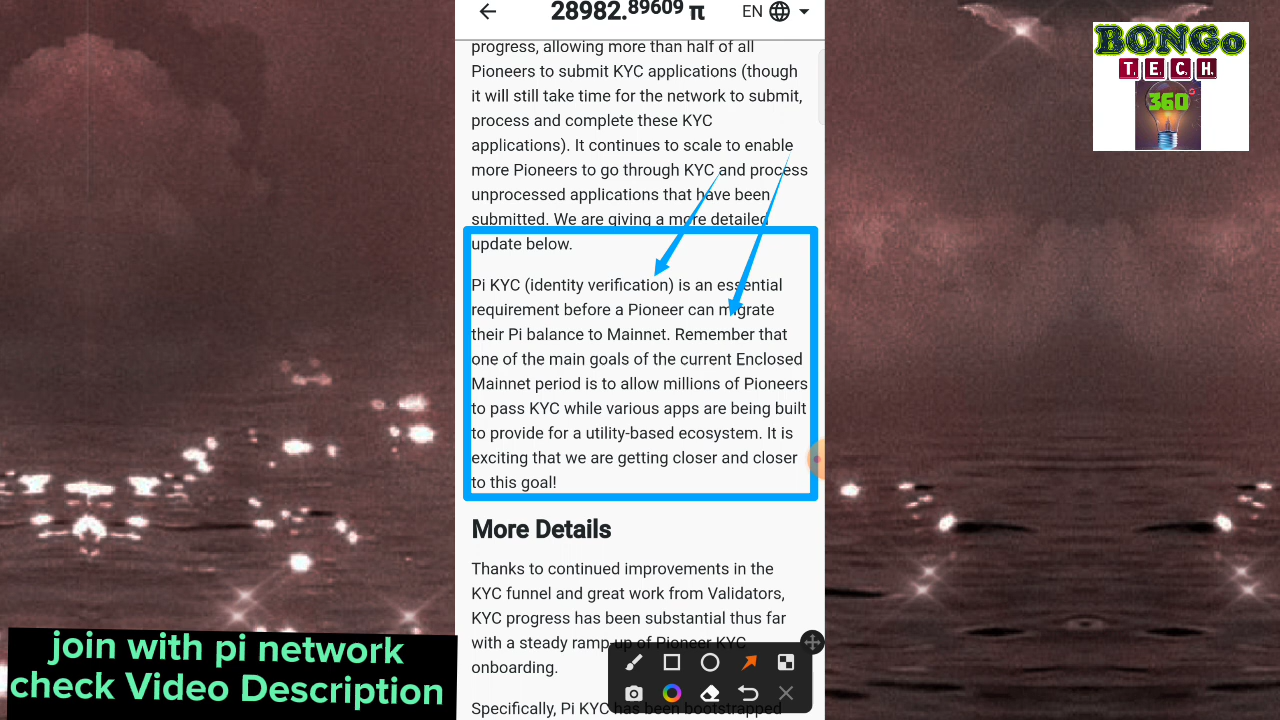 28982.89609 π
EN
progress, allowing more than half of all
Pioneers to submit KYC applications (though
it will still take time for the network to submit,
process and complete these KYC
applications). It continues to scale to enable
more Pioneers to go through KYC and process
unprocessed applications that have been
submitted. We are giving a more detailed
update below.
Pi KYC (identity verification) is an essential
requirement before a Pioneer can migrate
their Pi balance to Mainnet. Remember that
one of the main goals of the current Enclosed
Mainnet period is to allow millions of Pioneers
to pass KYC while various apps are being built
to provide for a utility-based ecosystem. It is
exciting that we are getting closer and closer
to this goal!
More Details
Thanks to continued improvements in the
KYC funnel and great work from Validators,
KYC progress has been substantial thus far
with a steady ramp-up of Pioneer KYC
onboarding.
Specifically, Pi KYC has been bootstrapped
BONGo
TECH
360°
join with pi network
check Video Description